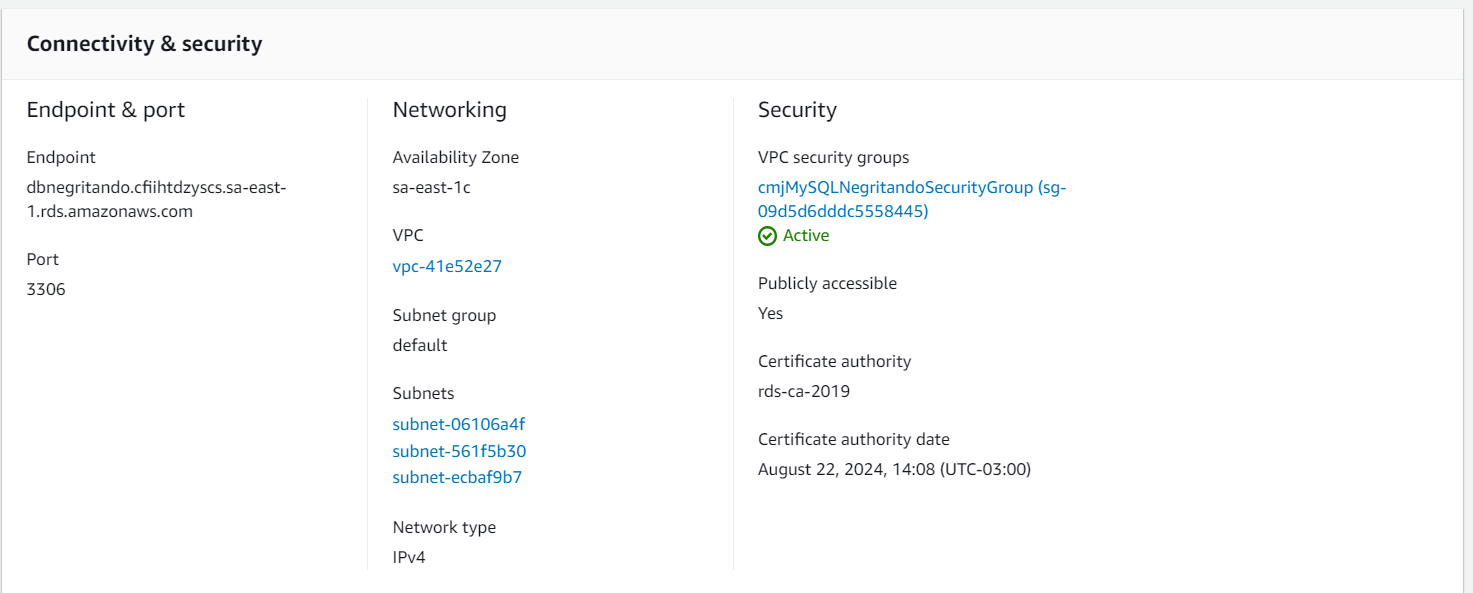 Connectivity & security
Endpoint & port
Endpoint
dbnegritando.cfiihtdzyscs.sa-east-
1.rds.amazonaws.com
Port
3306
Networking
Availability Zone
sa-east-1c
VPC
vpc-41e52e27
Subnet group
default
Subnets
subnet-06106a4f
subnet-561f5b30
subnet-ecbaf9b7
Network type
IPv4
Security
VPC security groups
cmjMySQLNegritandoSecurityGroup (sg-
09d5d6dddc5558445)
Active
Publicly accessible
Yes
Certificate authority
rds-ca-2019
Certificate authority date
August 22, 2024, 14:08 (UTC-03:00)